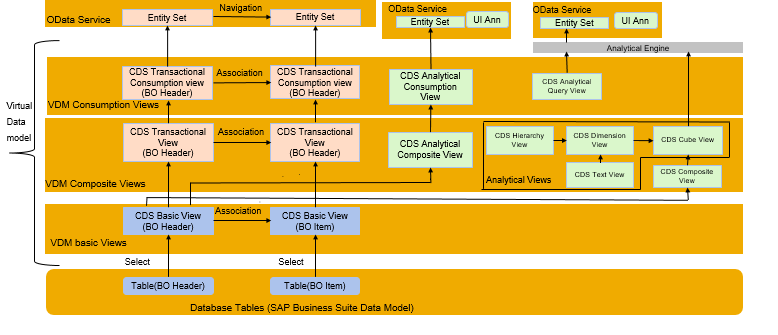 OData Service
Entity Set
Navigation
Entity Set
OData Service
Entity Set
UI Ann
OData Service
Entity Set
UI Ann
Analytical Engine
Virtual
Data
model
CDS Transactional
Consumption view
(BO Header)
Association
CDS Transactional
Consumption view
(BO Header)
CDS Analytical
Consumption
View
CDS Analytical
Query View
VDM Consumption Views
CDS Transactional
View
(BO Header)
Association
CDS Transactional
View
(BO Header)
CDS Analytical
Composite View
CDS Hierarchy
View
CDS Dimension
View
CDS Cube View
CDS Text View
CDS Composite
View
Analytical Views
VDM Composite Views
CDS Basic View
(BO Header)
Association
CDS Basic View
(BO Item)
VDM basic Views
Select
Select
Table(BO Header)
Table(BO Item)
Database Tables (SAP Business Suite Data Model)